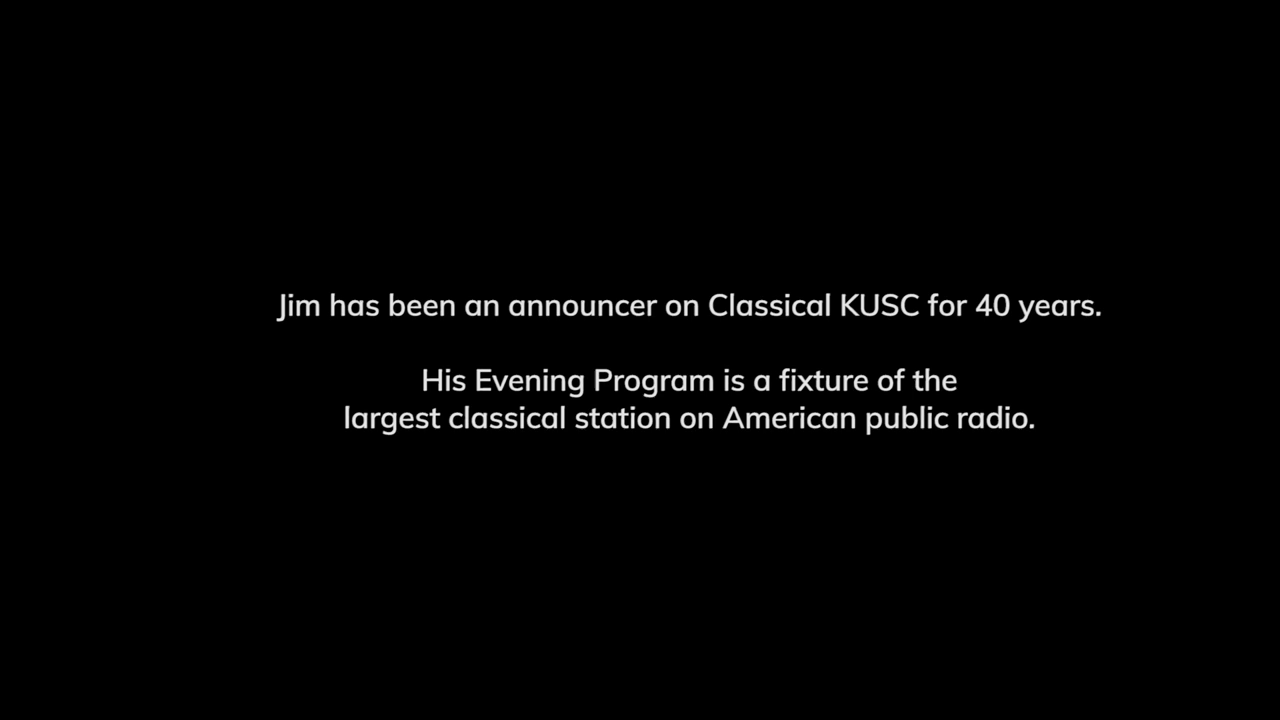 Jim has been an announcer on Classical KUSC for 40 years.
His Evening Program is a fixture of the
largest classical station on American public radio.